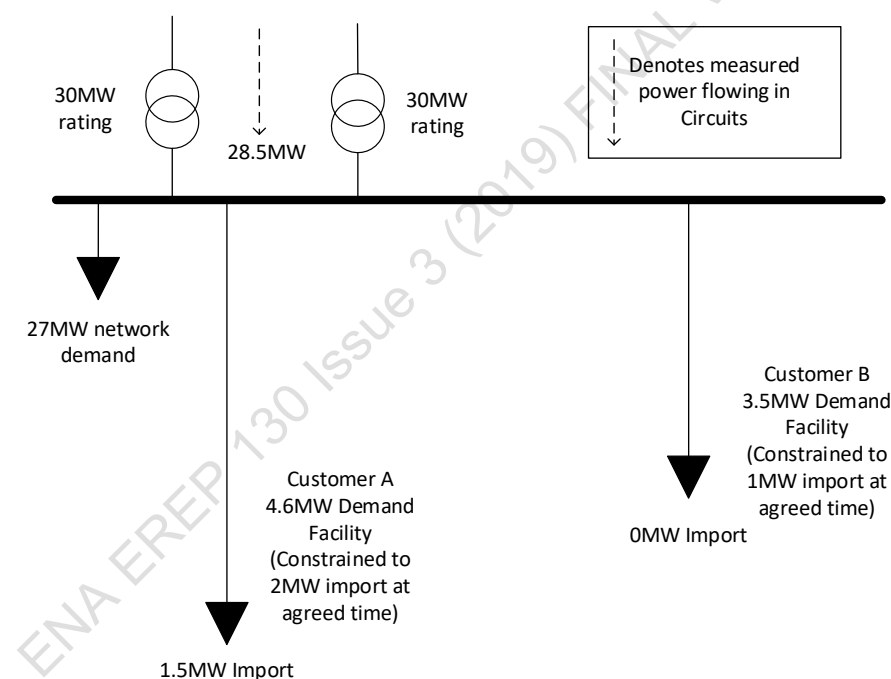 30MW
rating
28.5MW
30MW
rating
Denotes measured
power flowing in
Circuits
27MW network
demand
Customer A
4.6MW Demand
Facility
(Constrained to
2MW import at
agreed time)
1.5MW Import
Customer B
3.5MW Demand
Facility
(Constrained to
1MW import at
agreed time)
0MW Import
ENA EREP 130 Issue 3 (2019) FINAL